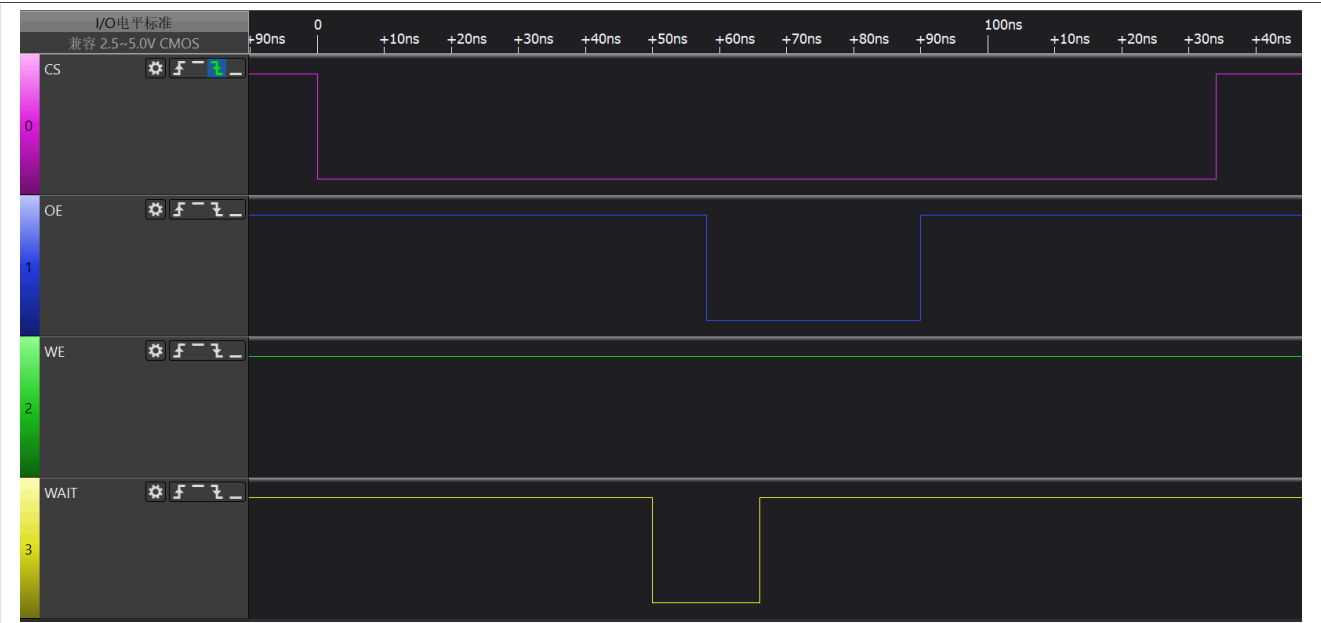 I/O电平标准
兼容 2.5~5.0V CMOS
0 100ns
+90ns +10ns +20ns +30ns +40ns +50ns +60ns +70ns +80ns +90ns +10ns +20ns +30ns +40ns
CS
0
OE
1
WE
2
WAIT
3